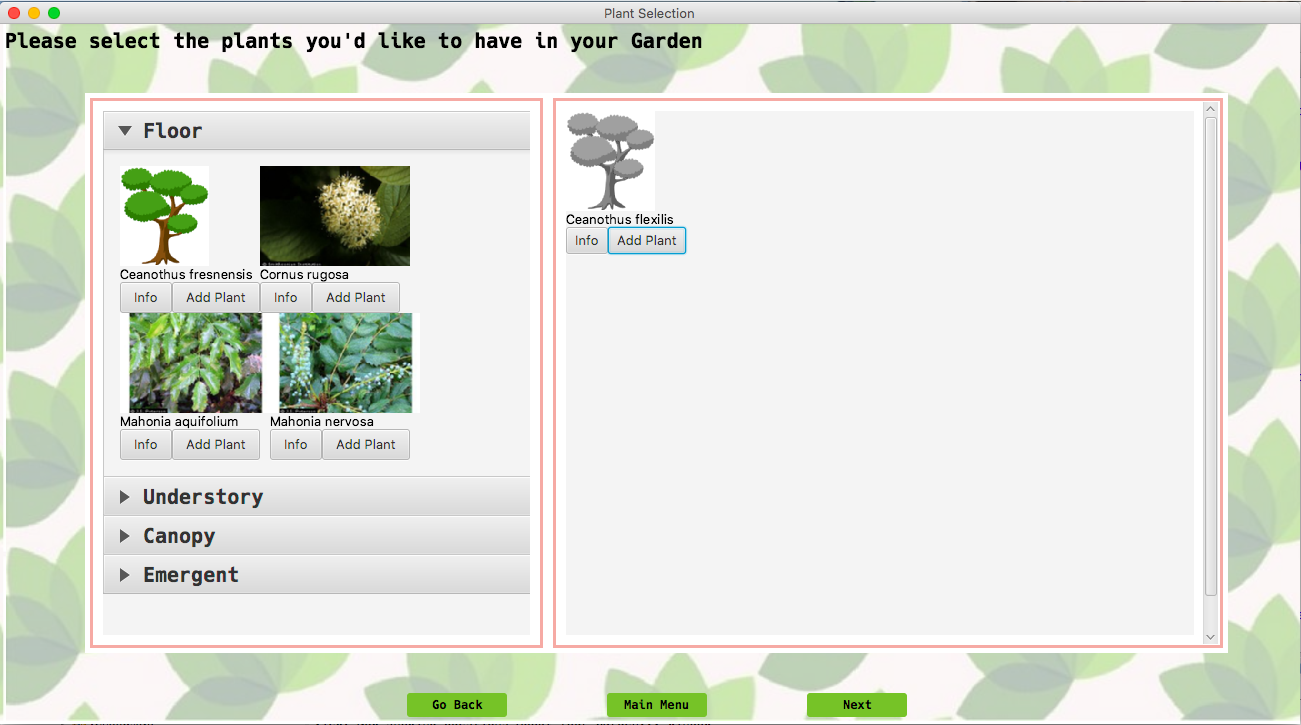 Plant Selection
Please select the plants you'd like to have in your Garden
Floor
Ceanothus fresnensis Cornus rugosa
Info Add Plant Info Add Plant
Mahonia aquifolium Mahonia nervosa
Info Add Plant Info Add Plant
Understory
Canopy
Emergent
Ceanothus flexilis
Info Add Plant
Go Back Main Menu Next